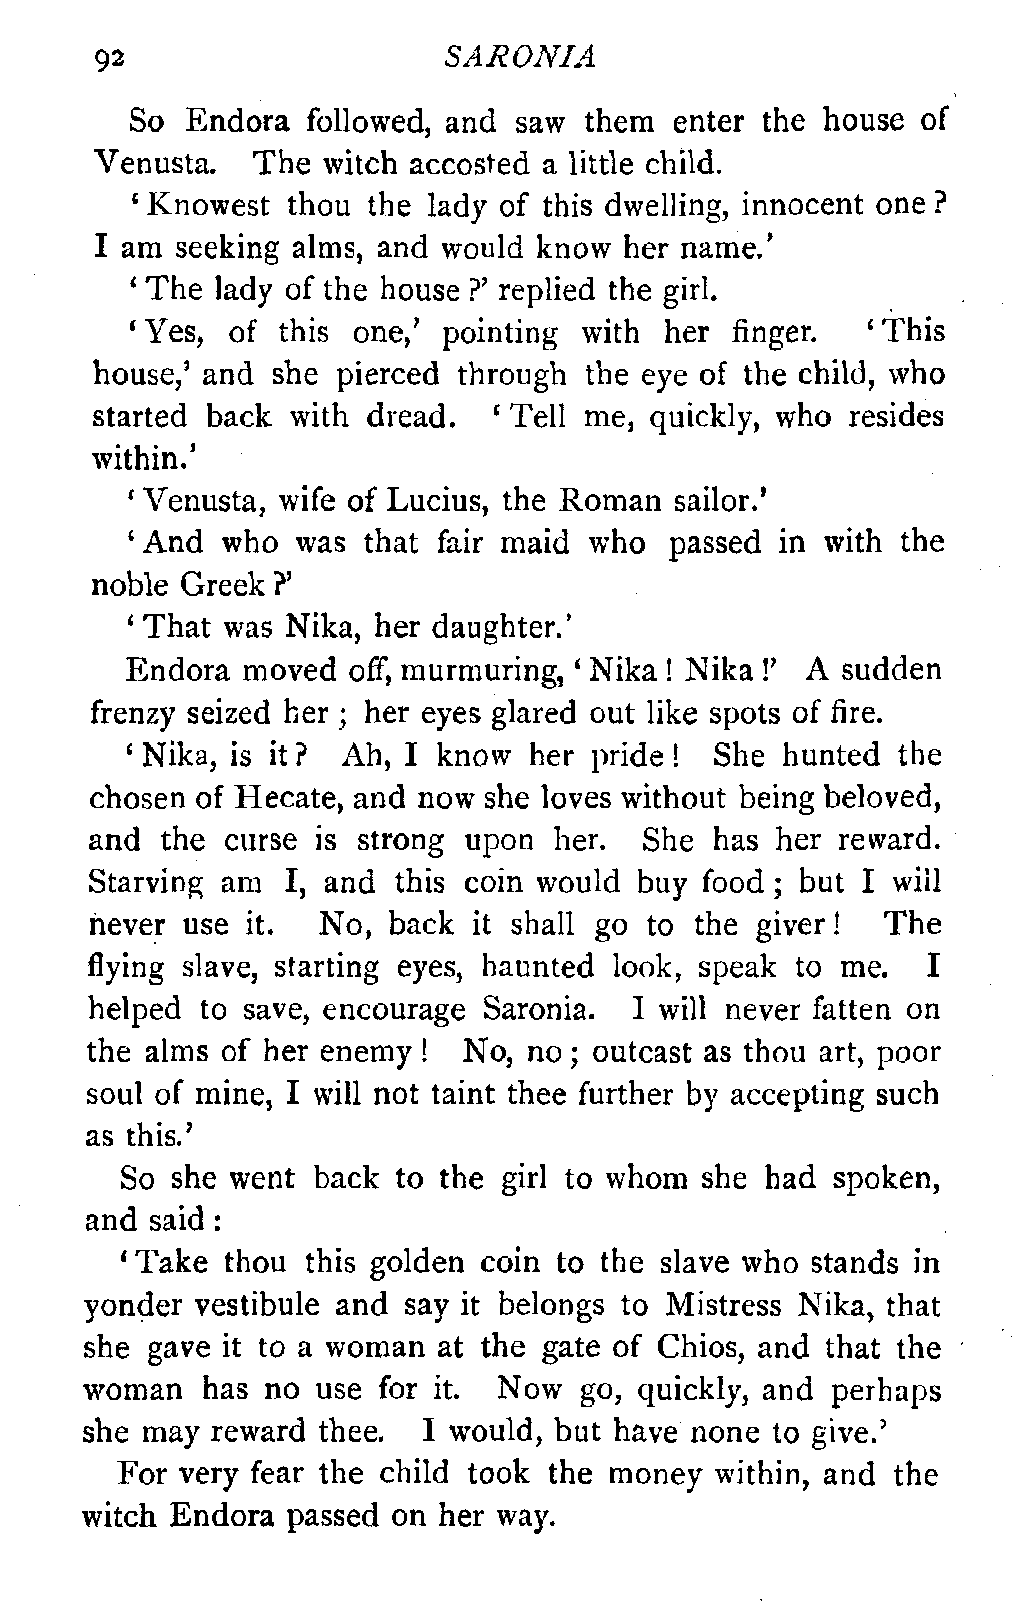 92 SARONIA
So Endora followed, and saw them enter the house of
Venusta. The witch accosted a little child.
‘Knowest thou the lady of this dwelling, innocent one?
I am seeking alms, and would know her name.’
‘The lady of the house?’ replied the girl.
‘Yes, of this one,’ pointing with her finger. ‘This
house,’ and she pierced through the eye of the child, who
started back with dread. ‘Tell me, quickly, who resides
within.’
‘Venusta, wife of Lucius, the Roman sailor.’
‘And who was that fair maid who passed in with the
noble Greek?’
‘That was Nika, her daughter.’
Endora moved off, murmuring, ‘Nika! Nika!’ A sudden
frenzy seized her; her eyes glared out like spots of fire.
‘Nika, is it? Ah, I know her pride! She hunted the
chosen of Hecate, and now she loves without being beloved,
and the curse is strong upon her. She has her reward.
Starving am I, and this coin would buy food; but I will
never use it. No, back it shall go to the giver! The
flying slave, starting eyes, haunted look, speak to me. I
helped to save, encourage Saronia. I will never fatten on
the alms of her enemy! No, no; outcast as thou art, poor
soul of mine, I will not taint thee further by accepting such
as this.’
So she went back to the girl to whom she had spoken,
and said:
‘Take thou this golden coin to the slave who stands in
yonder vestibule and say it belongs to Mistress Nika, that
she gave it to a woman at the gate of Chios, and that the
woman has no use for it. Now go, quickly, and perhaps
she may reward thee. I would, but have none to give.’
For very fear the child took the money within, and the
witch Endora passed on her way.